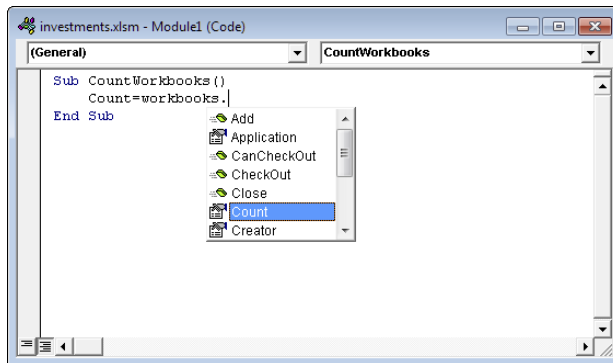 investments.xlsm - Module1 (Code)
(General) CountWorkbooks
Sub CountWorkbooks()
Count=workbooks.
End Sub
Add
Application
CanCheckOut
CheckOut
Close
Count
Creator